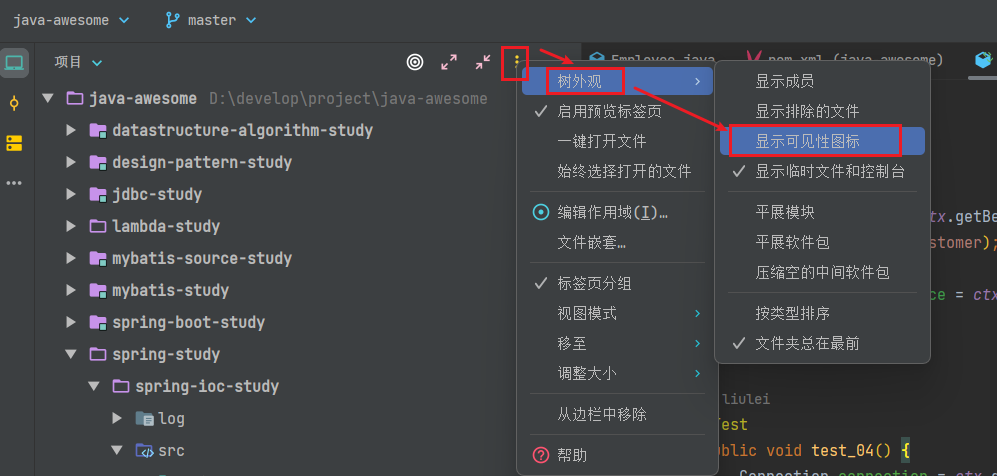 java-awesome master
项目
Employee.java pom.xml (java-awesome)
java-awesome D:\develop\project\java-awesome
datastructure-algorithm-study
design-pattern-study
jdbc-study
lambda-study
mybatis-source-study
mybatis-study
spring-boot-study
spring-study
spring-ioc-study
log
src
树外观
启用预览标签页
一键打开文件
始终选择打开的文件
编辑作用域(I)…
文件嵌套…
标签页分组
视图模式
移至
调整大小
从边栏中移除
帮助
显示成员
显示排除的文件
显示可见性图标
显示临时文件和控制台
平展模块
平展软件包
压缩空的中间软件包
按类型排序
文件夹总在最前
ctx.getBe
stomer);
ce = ctx
liulei
Test
public void test_04() {
Connection connection = ctx.g